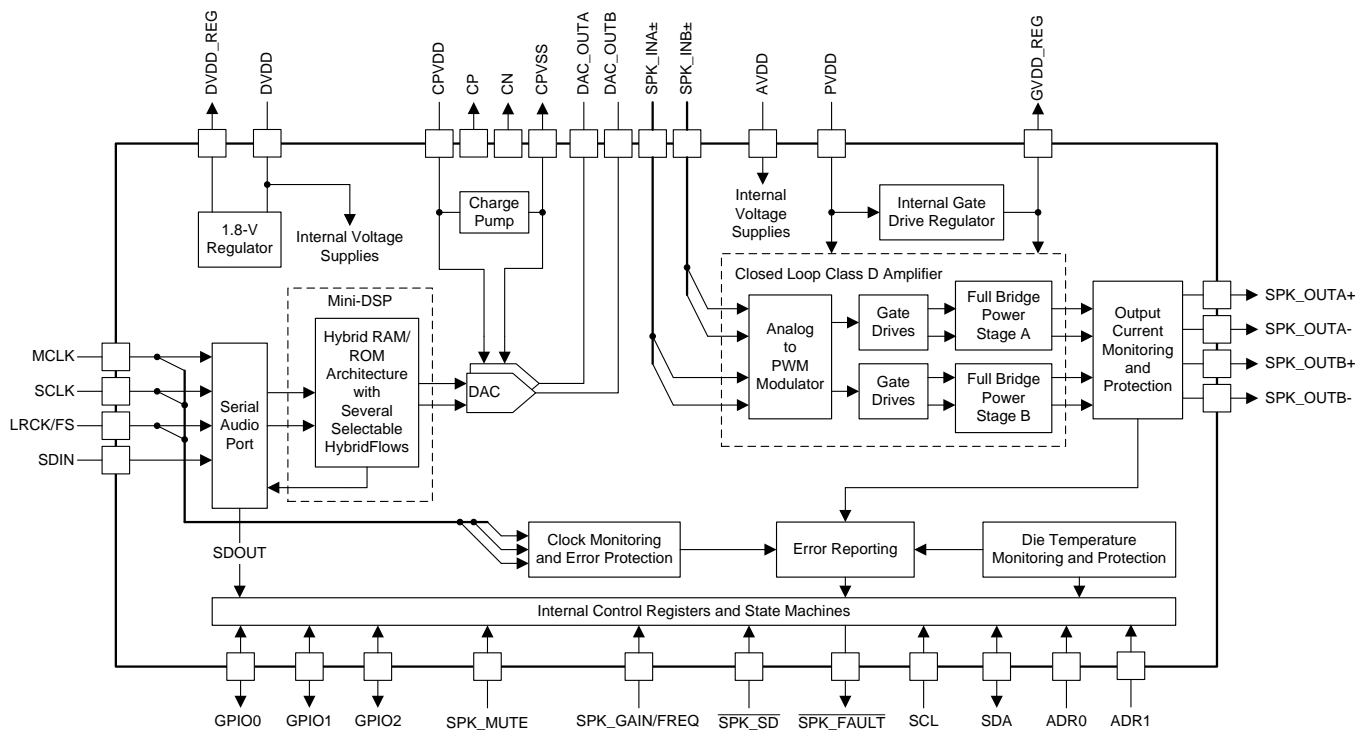 DVDD_REG
DVDD
CPVDD
CP
CN
CPVSS
DAC_OUTA
DAC_OUTB
SPK_INA±
SPK_INB±
AVDD
PVDD
GVDD_REG
1.8-V
Regulator
Internal Voltage
Supplies
Charge
Pump
Internal
Voltage
Supplies
Internal Gate
Drive Regulator
Mini-DSP
Hybrid RAM/
ROM
Architecture
with
Several
Selectable
HybridFlows
DAC
Closed Loop Class D Amplifier
Analog
to
PWM
Modulator
Gate
Drives
Full Bridge
Power
Stage A
Gate
Drives
Full Bridge
Power
Stage B
Output
Current
Monitoring
and
Protection
SPK_OUTA+
SPK_OUTA-
SPK_OUTB+
SPK_OUTB-
MCLK
SCLK
LRCK/FS
SDIN
Serial
Audio
Port
SDOUT
Clock Monitoring
and Error Protection
Error Reporting
Die Temperature
Monitoring and Protection
Internal Control Registers and State Machines
GPIO0
GPIO1
GPIO2
SPK_MUTE
SPK_GAIN/FREQ
SPK_SD
SPK_FAULT
SCL
SDA
ADR0
ADR1